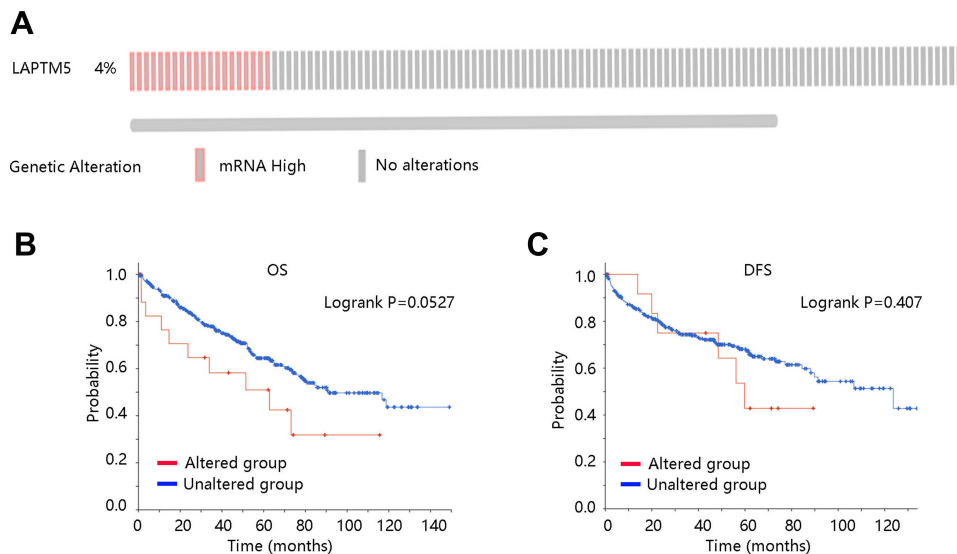 A
LAPTM5 4%
Genetic Alteration mRNA High No alterations
B
OS
Logrank P=0.0527
Probability
1.0
0.8
0.6
0.4
0.2
0.0
Altered group
Unaltered group
0 20 40 60 80 100 120 140
Time (months)
C
DFS
Logrank P=0.407
Probability
1.0
0.8
0.6
0.4
0.2
0.0
Altered group
Unaltered group
0 20 40 60 80 100 120
Time (months)